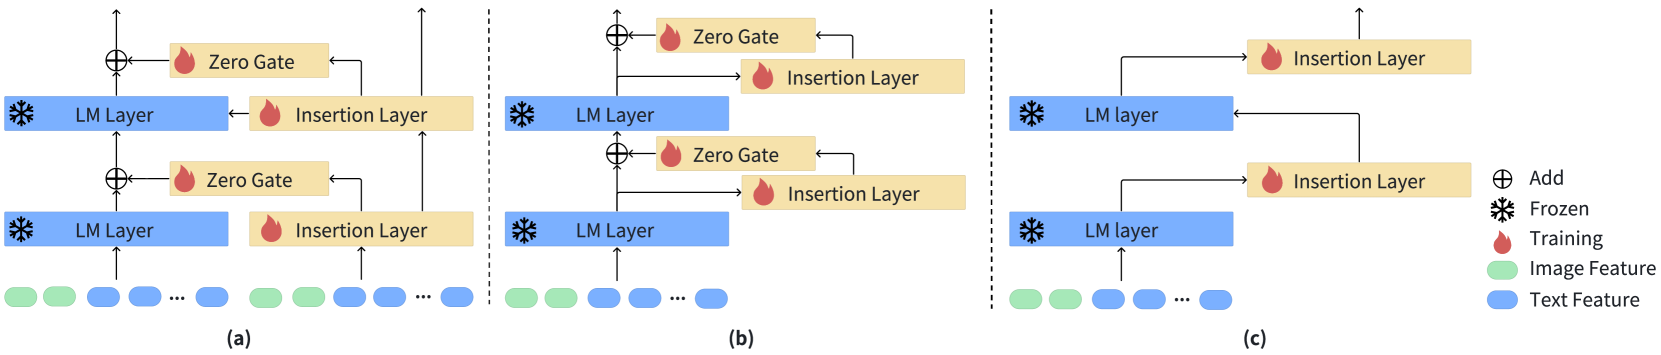 Zero Gate
LM Layer
Insertion Layer
Zero Gate
LM Layer
Insertion Layer
...
...
(a)
Zero Gate
Insertion Layer
LM Layer
Zero Gate
Insertion Layer
LM Layer
...
(b)
Insertion Layer
LM layer
Insertion Layer
LM layer
...
(c)
Add
Frozen
Training
Image Feature
Text Feature